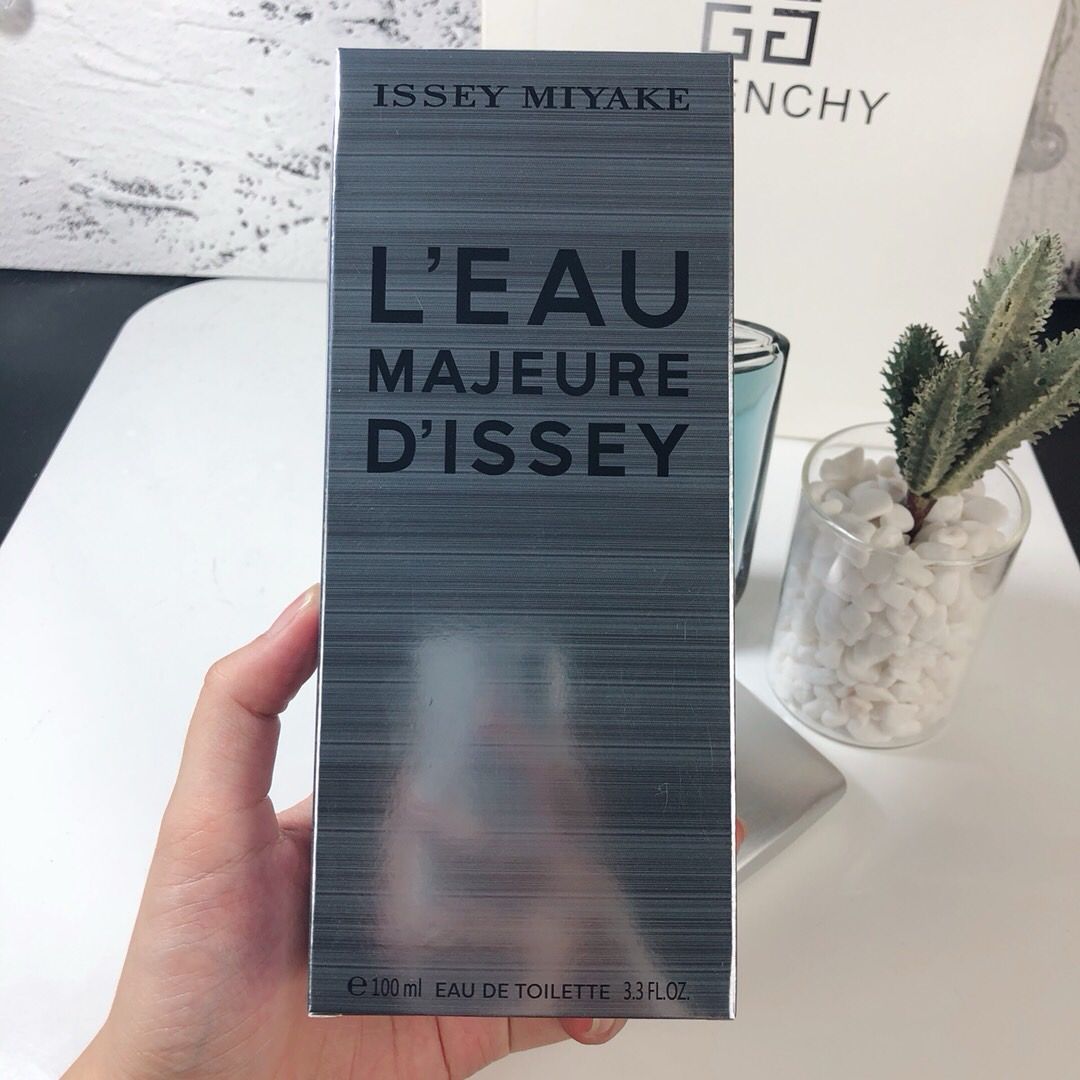 ISSEY MIYAKE
L'EAU
MAJEURE
D'ISSEY
℮ 100 ml EAU DE TOILETTE 3.3 FL.OZ.
ENCHY